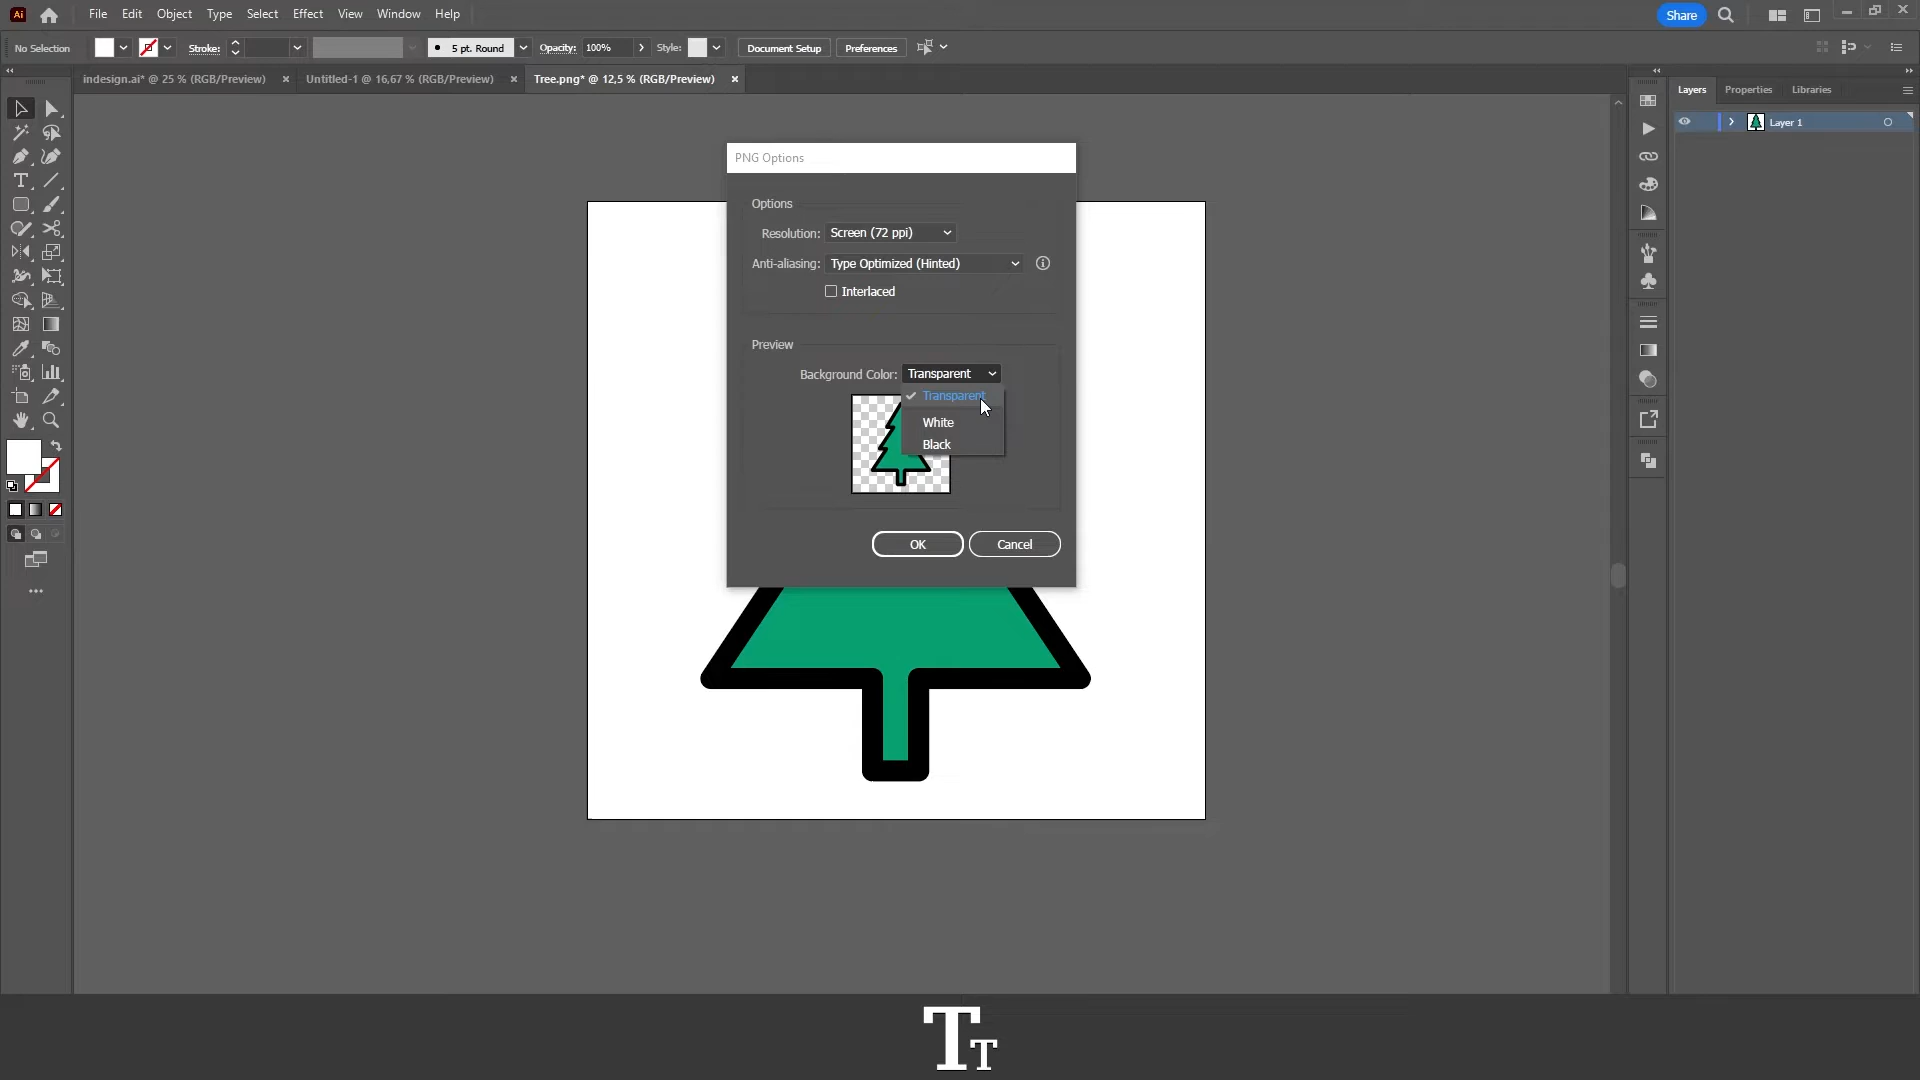 Ai File Edit Object Type Select Effect View Window Help Share
No Selection Stroke: 5 pt. Round Opacity: 100% Style: Document Setup Preferences
indesign.ai* @ 25 % (RGB/Preview) Untitled-1 @ 16,67 % (RGB/Preview) Tree.png* @ 12,5 % (RGB/Preview)
Layers Properties Libraries
Layer 1
PNG Options
Options
Resolution: Screen (72 ppi)
Anti-aliasing: Type Optimized (Hinted)
Interlaced
Preview
Background Color: Transparent
Transparent
White
Black
OK Cancel
TT